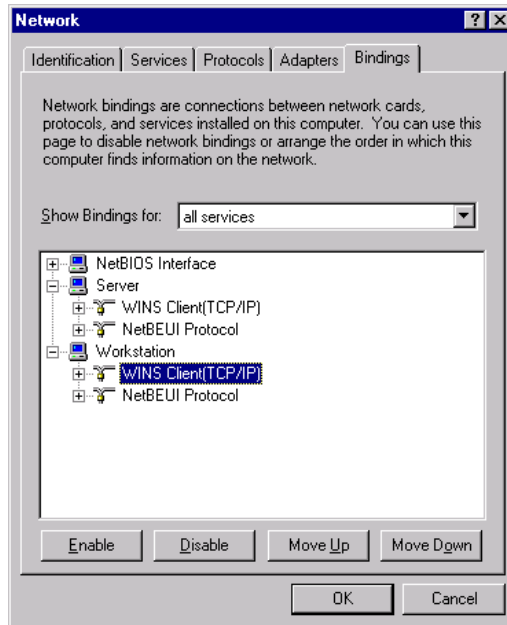 Network
Identification Services Protocols Adapters Bindings
Network bindings are connections between network cards,
protocols, and services installed on this computer. You can use this
page to disable network bindings or arrange the order in which this
computer finds information on the network.
Show Bindings for: all services
NetBIOS Interface
Server
WINS Client(TCP/IP)
NetBEUI Protocol
Workstation
WINS Client(TCP/IP)
NetBEUI Protocol
Enable Disable Move Up Move Down
OK Cancel